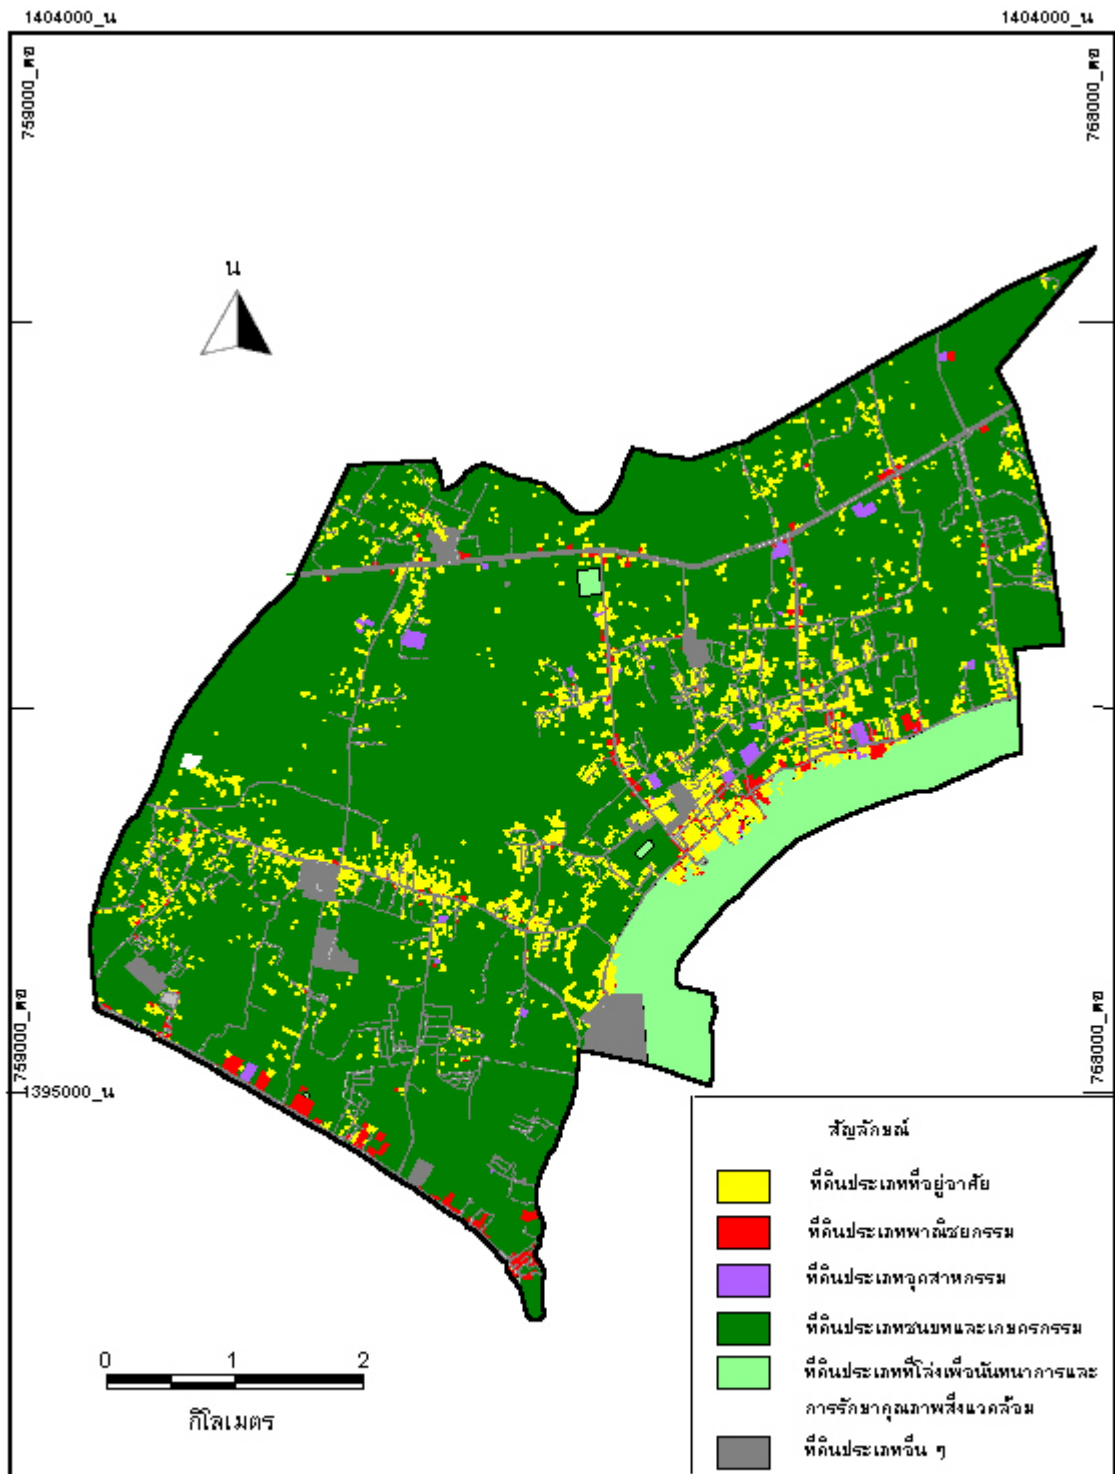 1404000_น
1404000_น
759000_ตอ
768000_ตอ
น
759000_ตอ
768000_ตอ
1395000_น
สัญลักษณ์
ที่ดินประเภทที่อยู่อาศัย
ที่ดินประเภทพาณิชยกรรม
ที่ดินประเภทอุตสาหกรรม
ที่ดินประเภทชนบทและเกษตรกรรม
ที่ดินประเภทที่โล่งเพื่อนันทนาการและ
การรักษาคุณภาพสิ่งแวดล้อม
ที่ดินประเภทอื่น ๆ
0 1 2
กิโลเมตร